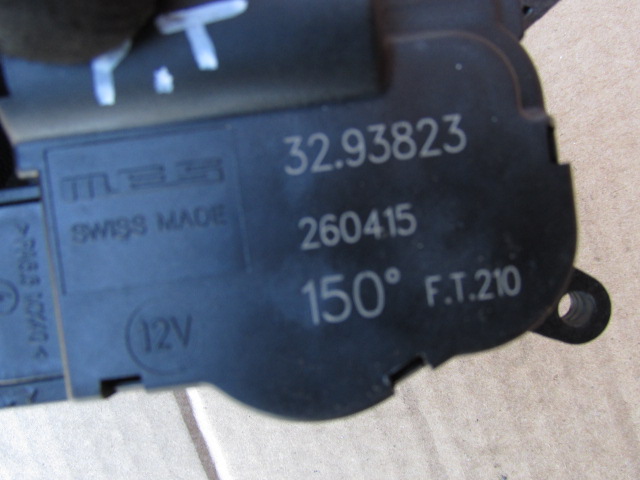 Y.T
32.93823
MES
SWISS MADE
260415
150° F.T.210
12V